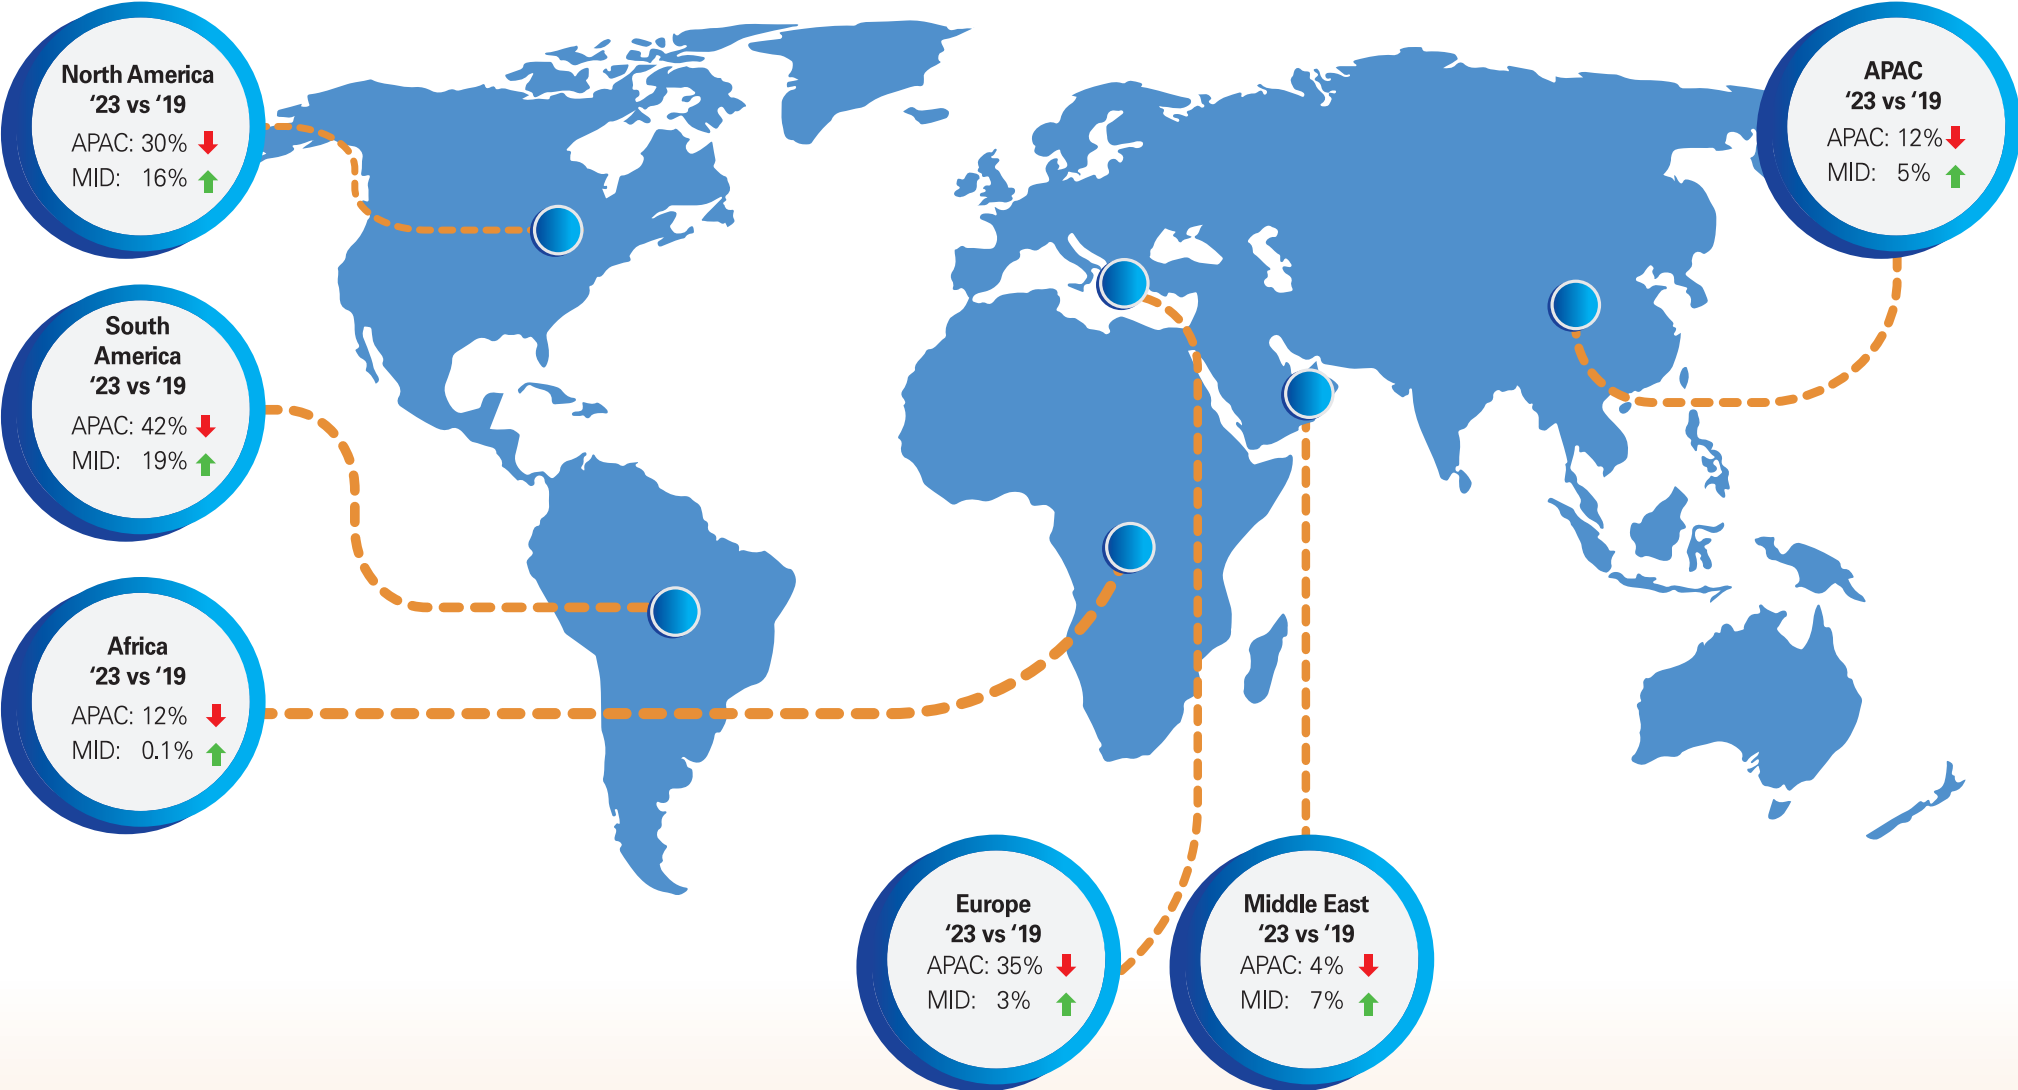 North America
‘23 vs ‘19
APAC: 30%
MID: 16%
South
America
‘23 vs ‘19
APAC: 42%
MID: 19%
Africa
‘23 vs ‘19
APAC: 12%
MID: 0.1%
Europe
‘23 vs ‘19
APAC: 35%
MID: 3%
Middle East
‘23 vs ‘19
APAC: 4%
MID: 7%
APAC
‘23 vs ‘19
APAC: 12%
MID: 5%